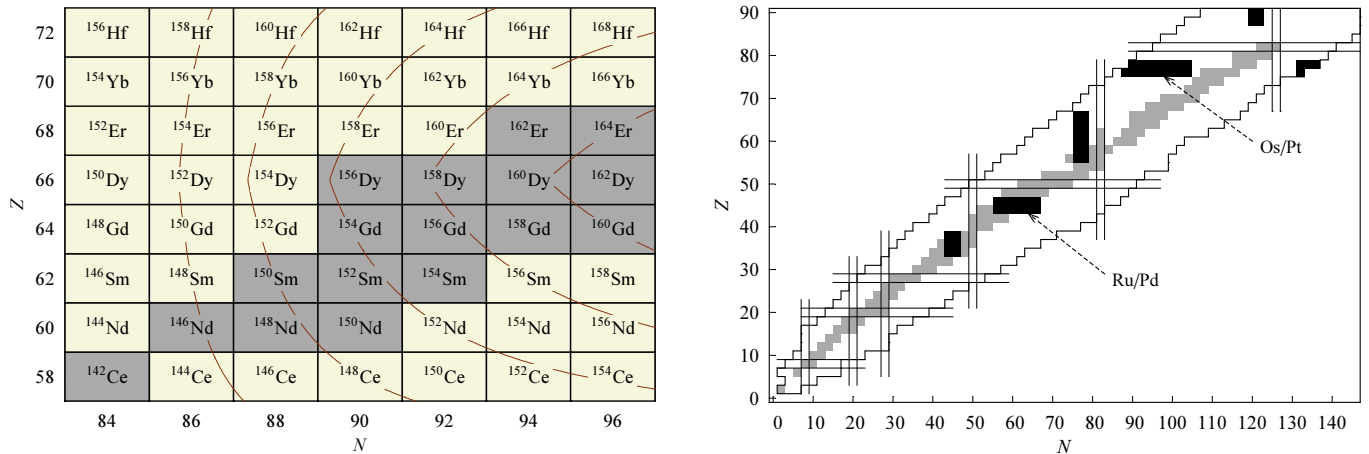 72 ¹⁵⁶Hf ¹⁵⁸Hf ¹⁶⁰Hf ¹⁶²Hf ¹⁶⁴Hf ¹⁶⁶Hf ¹⁶⁸Hf
70 ¹⁵⁴Yb ¹⁵⁶Yb ¹⁵⁸Yb ¹⁶⁰Yb ¹⁶²Yb ¹⁶⁴Yb ¹⁶⁶Yb
68 ¹⁵²Er ¹⁵⁴Er ¹⁵⁶Er ¹⁵⁸Er ¹⁶⁰Er ¹⁶²Er ¹⁶⁴Er
66 ¹⁵⁰Dy ¹⁵²Dy ¹⁵⁴Dy ¹⁵⁶Dy ¹⁵⁸Dy ¹⁶⁰Dy ¹⁶²Dy
Z
64 ¹⁴⁸Gd ¹⁵⁰Gd ¹⁵²Gd ¹⁵⁴Gd ¹⁵⁶Gd ¹⁵⁸Gd ¹⁶⁰Gd
62 ¹⁴⁶Sm ¹⁴⁸Sm ¹⁵⁰Sm ¹⁵²Sm ¹⁵⁴Sm ¹⁵⁶Sm ¹⁵⁸Sm
60 ¹⁴⁴Nd ¹⁴⁶Nd ¹⁴⁸Nd ¹⁵⁰Nd ¹⁵²Nd ¹⁵⁴Nd ¹⁵⁶Nd
58 ¹⁴²Ce ¹⁴⁴Ce ¹⁴⁶Ce ¹⁴⁸Ce ¹⁵⁰Ce ¹⁵²Ce ¹⁵⁴Ce
84 86 88 90 92 94 96
N
90
80
70
60
50
Z
40
30
20
10
0
Os/Pt
Ru/Pd
0 10 20 30 40 50 60 70 80 90 100 110 120 130 140
N